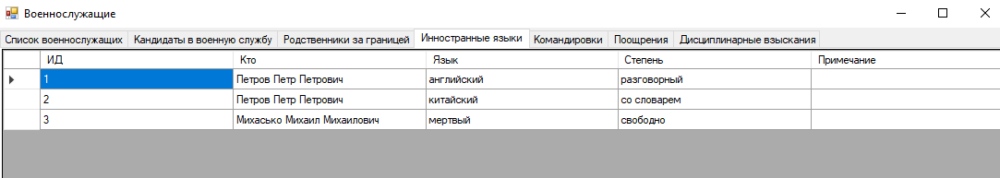 Военнослужащие
Список военнослужащих Кандидаты в военную службу Родственники за границей Инностранные языки Командировки Поощрения Дисциплинарные взыскания
ИД Кто Язык Степень Примечание
1 Петров Петр Петрович английский разговорный
2 Петров Петр Петрович китайский со словарем
3 Михасько Михаил Михаилович мертвый свободно